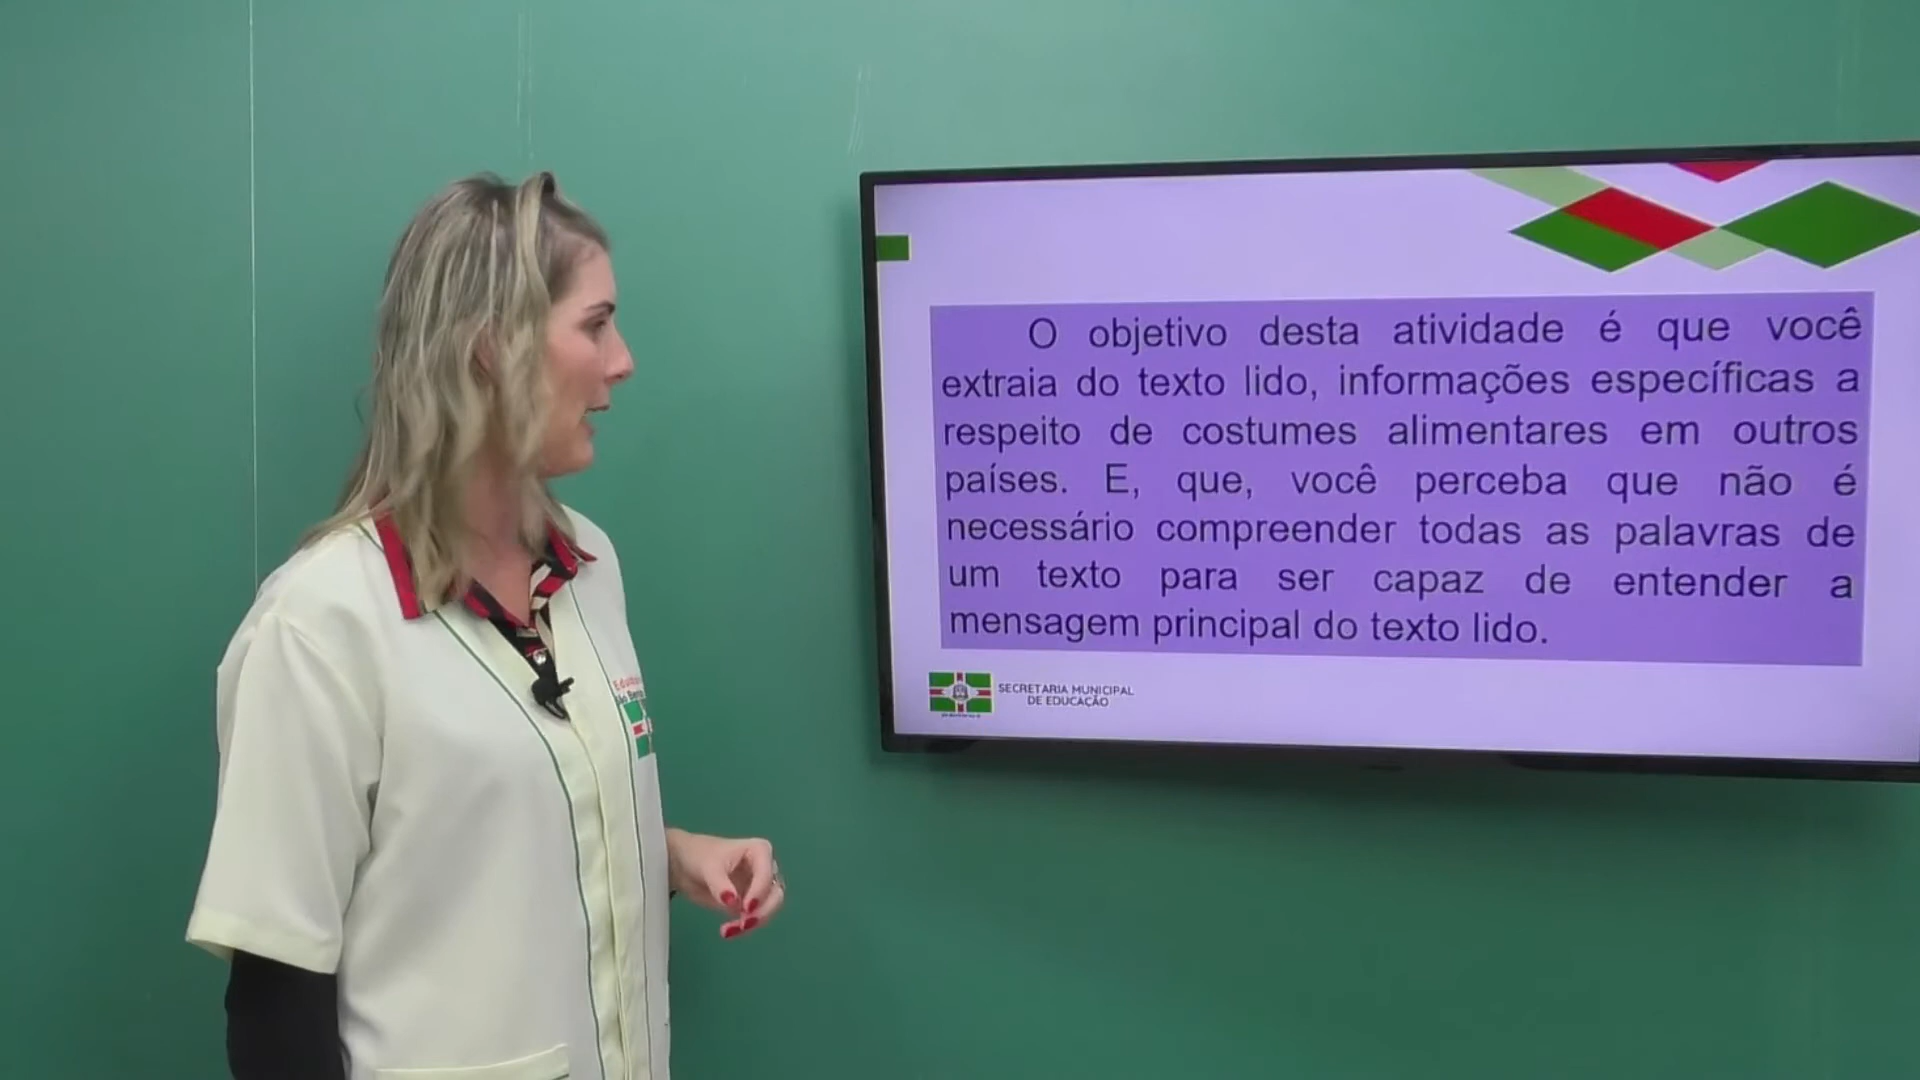 O objetivo desta atividade é que você
extraia do texto lido, informações específicas a
respeito de costumes alimentares em outros
países. E, que, você perceba que não é
necessário compreender todas as palavras de
um texto para ser capaz de entender a
mensagem principal do texto lido.
SECRETARIA MUNICIPAL
DE EDUCAÇÃO